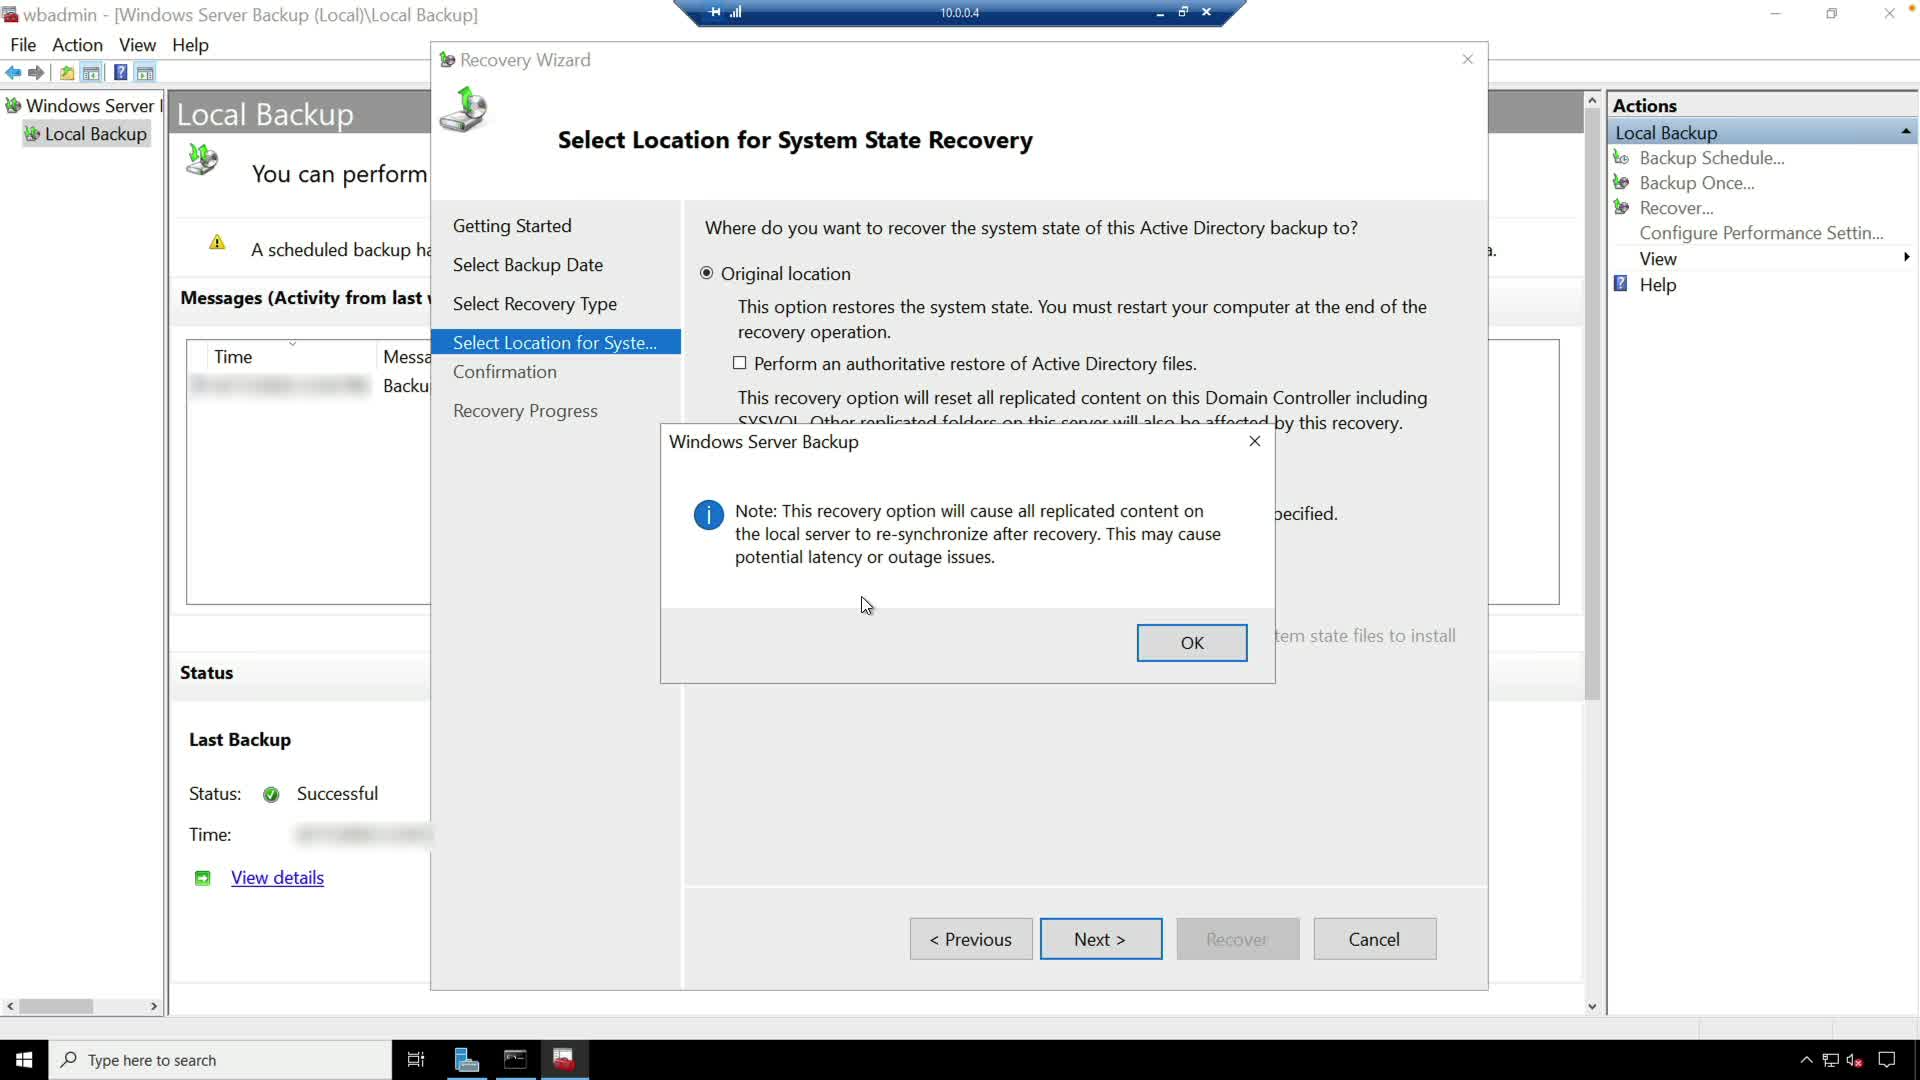 wbadmin - [Windows Server Backup (Local)\Local Backup]
10.0.0.4
File Action View Help
Windows Server
Local Backup
Local Backup
You can perform
A scheduled backup ha
a.
Messages (Activity from last
Time
Messa
Backu
Status
Last Backup
Status: Successful
Time:
View details
Recovery Wizard
Select Location for System State Recovery
Getting Started
Select Backup Date
Select Recovery Type
Select Location for Syste...
Confirmation
Recovery Progress
Where do you want to recover the system state of this Active Directory backup to?
Original location
This option restores the system state. You must restart your computer at the end of the
recovery operation.
Perform an authoritative restore of Active Directory files.
This recovery option will reset all replicated content on this Domain Controller including
SYSVOL. Other replicated folders on this server will also be affected by this recovery.
pecified.
tem state files to install
Windows Server Backup
Note: This recovery option will cause all replicated content on
the local server to re-synchronize after recovery. This may cause
potential latency or outage issues.
OK
< Previous
Next >
Recover
Cancel
Actions
Local Backup
Backup Schedule...
Backup Once...
Recover...
Configure Performance Settin...
View
Help
Type here to search